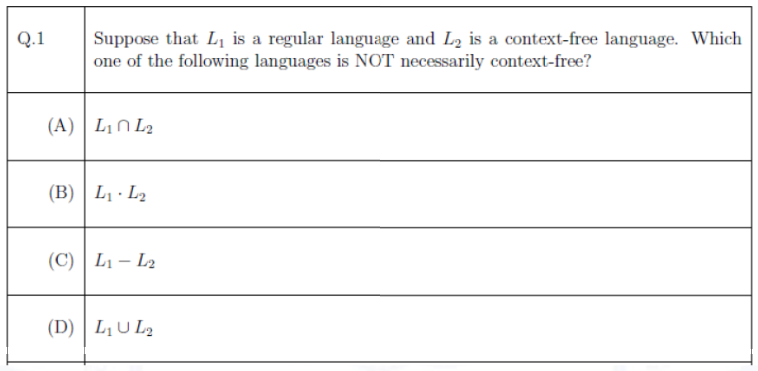 Q.1 Suppose that L₁ is a regular language and L₂ is a context-free language. Which
one of the following languages is NOT necessarily context-free?
(A) L₁ ∩ L₂
(B) L₁ · L₂
(C) L₁ − L₂
(D) L₁ ∪ L₂